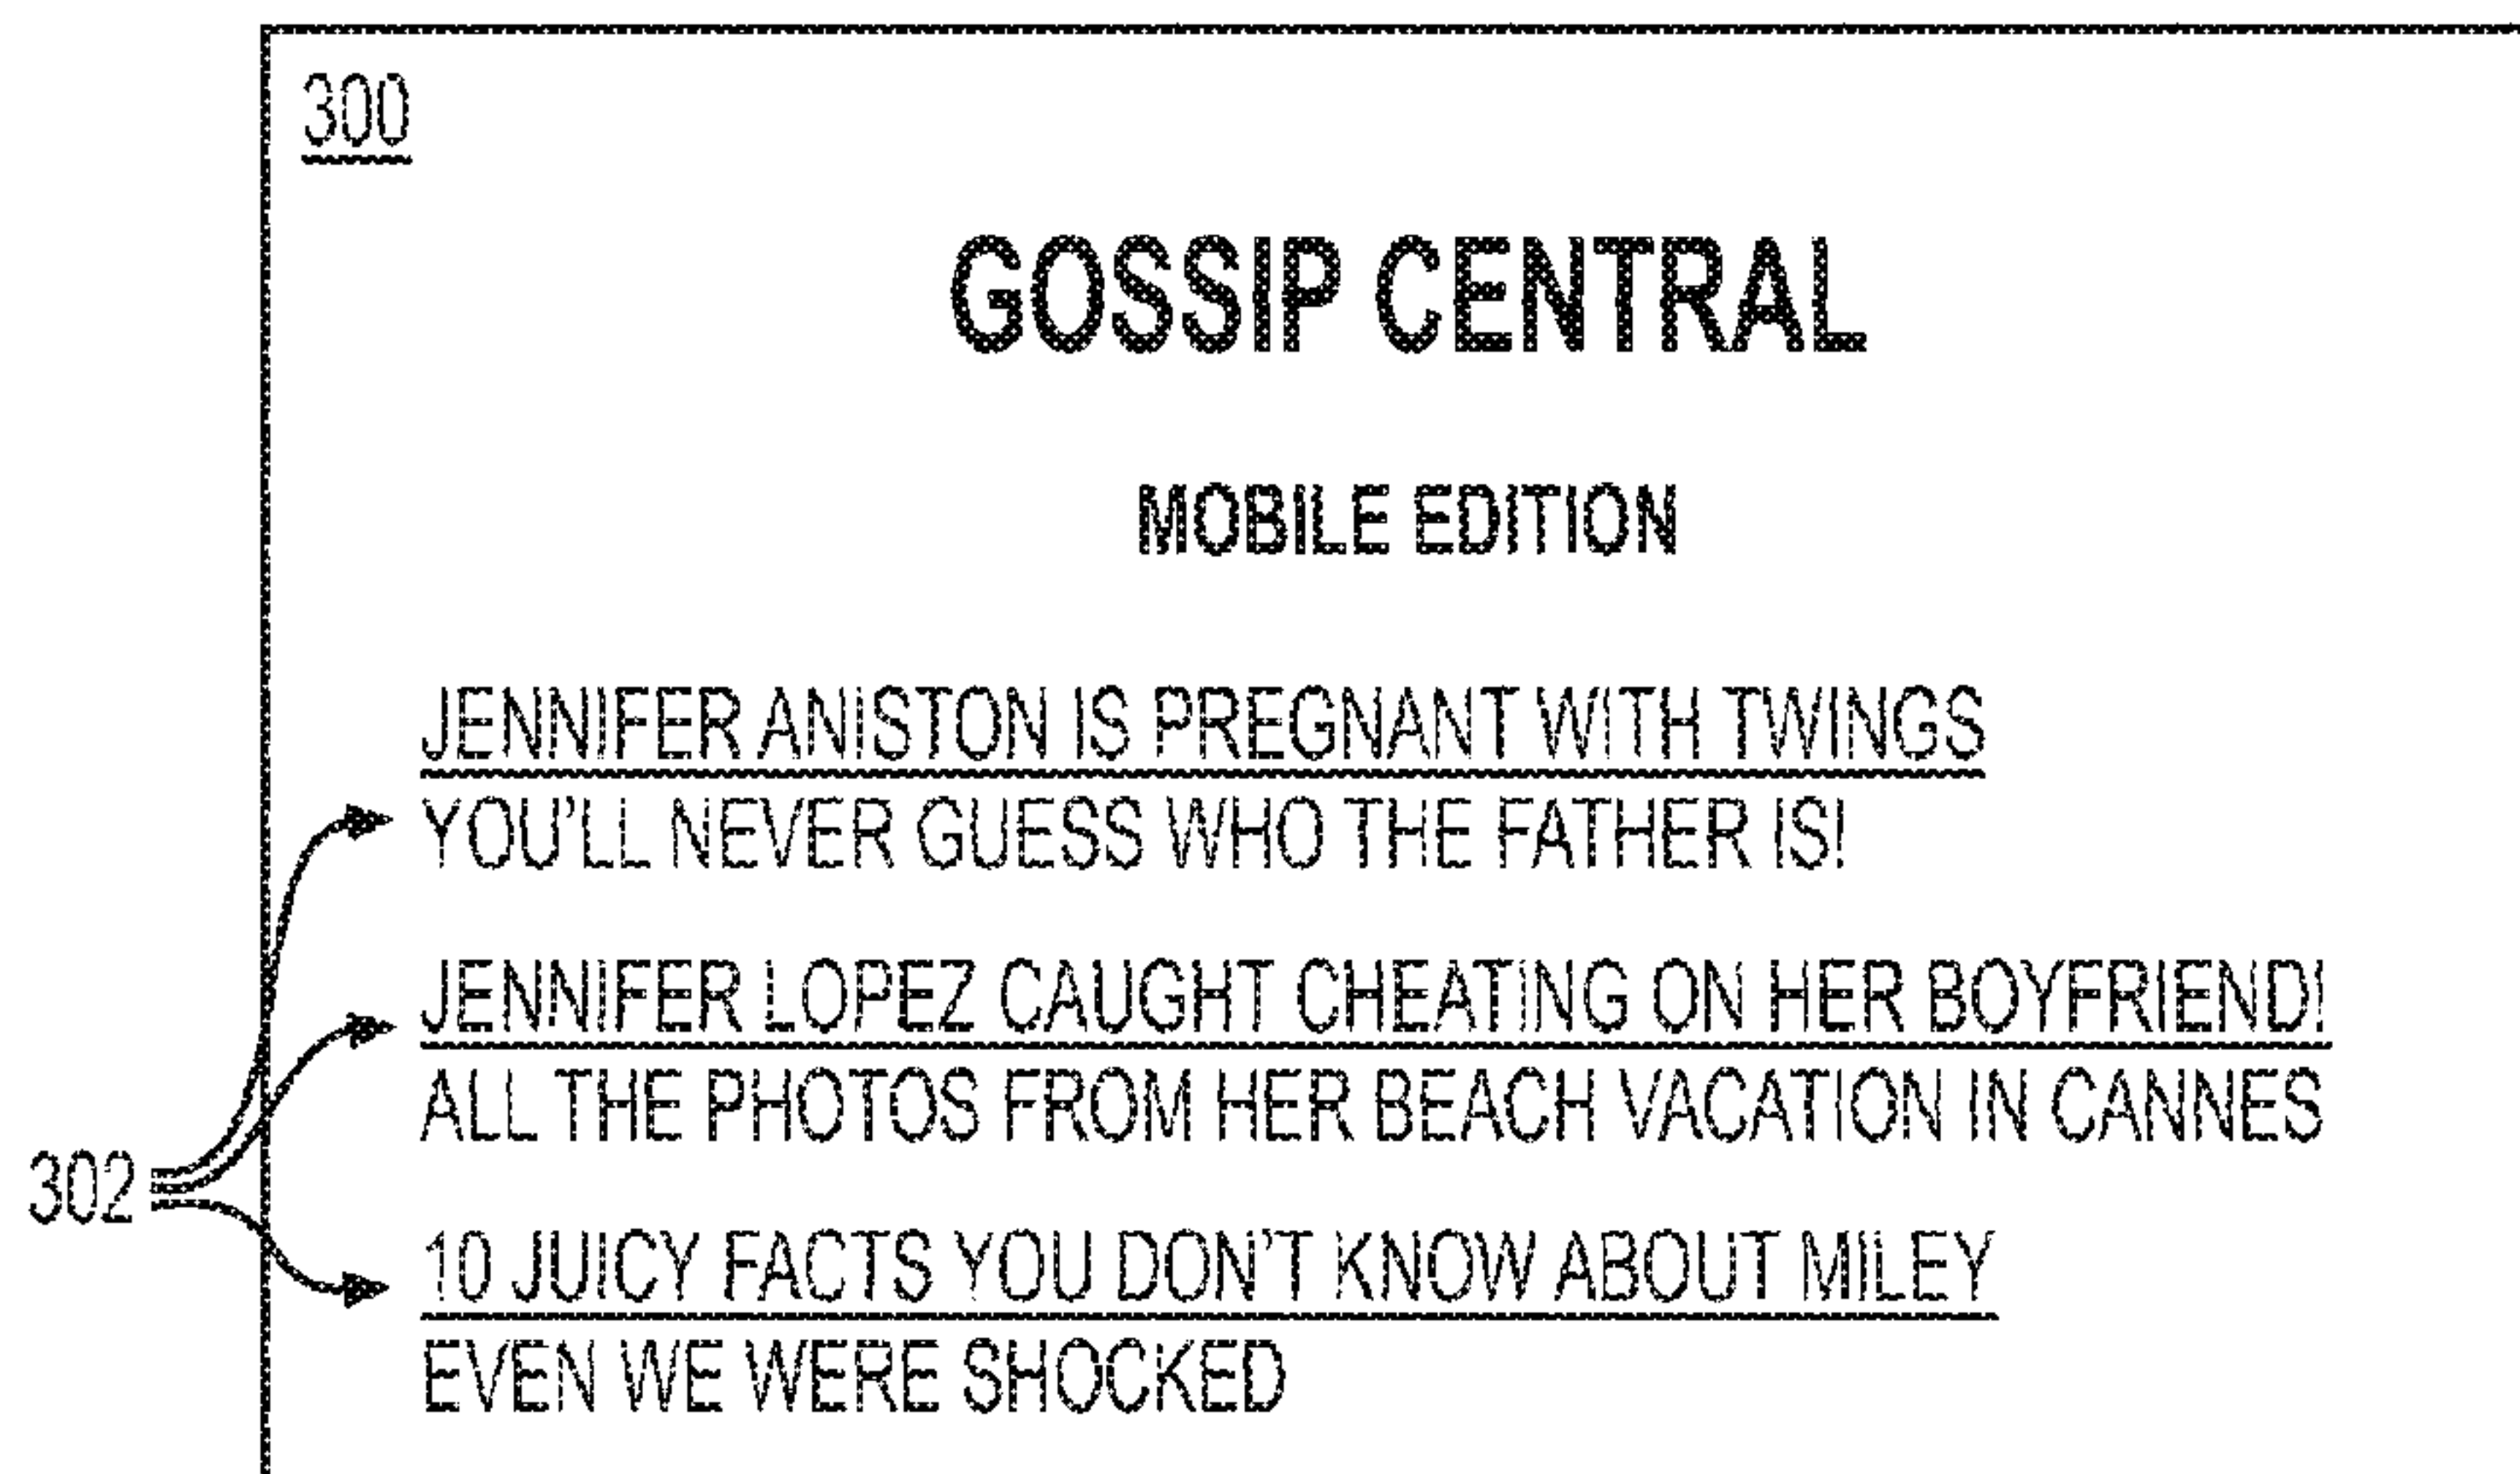 300
GOSSIP CENTRAL
MOBILE EDITION
JENNIFER ANISTON IS PREGNANT WITH TWINGS
YOU'LL NEVER GUESS WHO THE FATHER IS!
JENNIFER LOPEZ CAUGHT CHEATING ON HER BOYFRIEND!
ALL THE PHOTOS FROM HER BEACH VACATION IN CANNES
302
10 JUICY FACTS YOU DON'T KNOW ABOUT MILEY
EVEN WE WERE SHOCKED